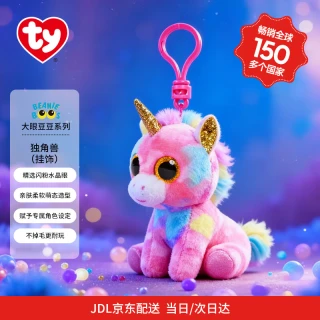 ty
畅销全球
150
多个国家
BEANIE
BOOS
大眼豆豆系列
独角兽
（挂饰）
精选闪粉水晶眼
亲肤柔软萌态造型
赋予专属角色设定
不掉毛更耐玩
JDL京东配送 当日/次日达